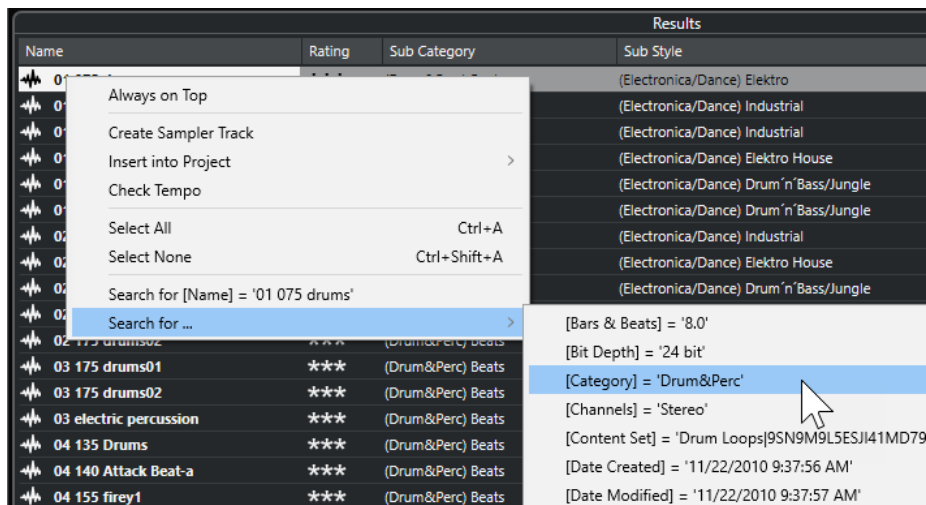 Results
Name Rating Sub Category Sub Style
(Electronica/Dance) Elektro
(Electronica/Dance) Industrial
(Electronica/Dance) Industrial
(Electronica/Dance) Elektro House
(Electronica/Dance) Drum´n´Bass/Jungle
(Electronica/Dance) Drum´n´Bass/Jungle
(Electronica/Dance) Industrial
(Electronica/Dance) Elektro House
(Electronica/Dance) Drum´n´Bass/Jungle
Always on Top
Create Sampler Track
Insert into Project
Check Tempo
Select All Ctrl+A
Select None Ctrl+Shift+A
Search for [Name] = '01 075 drums'
Search for ...
[Bars & Beats] = '8.0'
[Bit Depth] = '24 bit'
[Category] = 'Drum&Perc'
[Channels] = 'Stereo'
[Content Set] = 'Drum Loops|9SN9M9L5ESJI41MD79
[Date Created] = '11/22/2010 9:37:56 AM'
[Date Modified] = '11/22/2010 9:37:57 AM'
02 175 drums02 *** (Drum&Perc) Beats
03 175 drums01 *** (Drum&Perc) Beats
03 175 drums02 *** (Drum&Perc) Beats
03 electric percussion *** (Drum&Perc) Beats
04 135 Drums *** (Drum&Perc) Beats
04 140 Attack Beat-a *** (Drum&Perc) Beats
04 155 firey1 *** (Drum&Perc) Beats